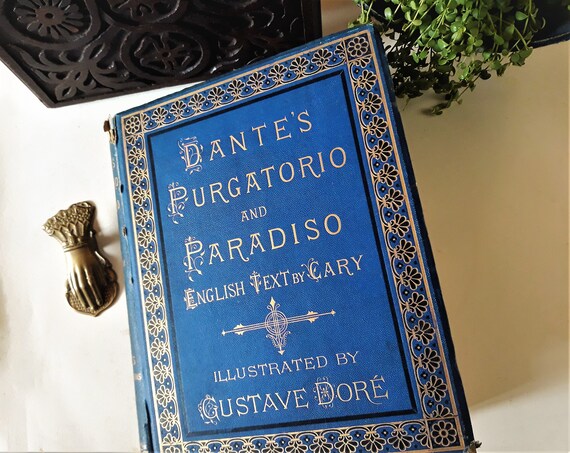 DANTE'S
PURGATORIO
AND
PARADISO
ENGLISH TEXT BY CARY
ILLUSTRATED BY
GUSTAVE DORÉ